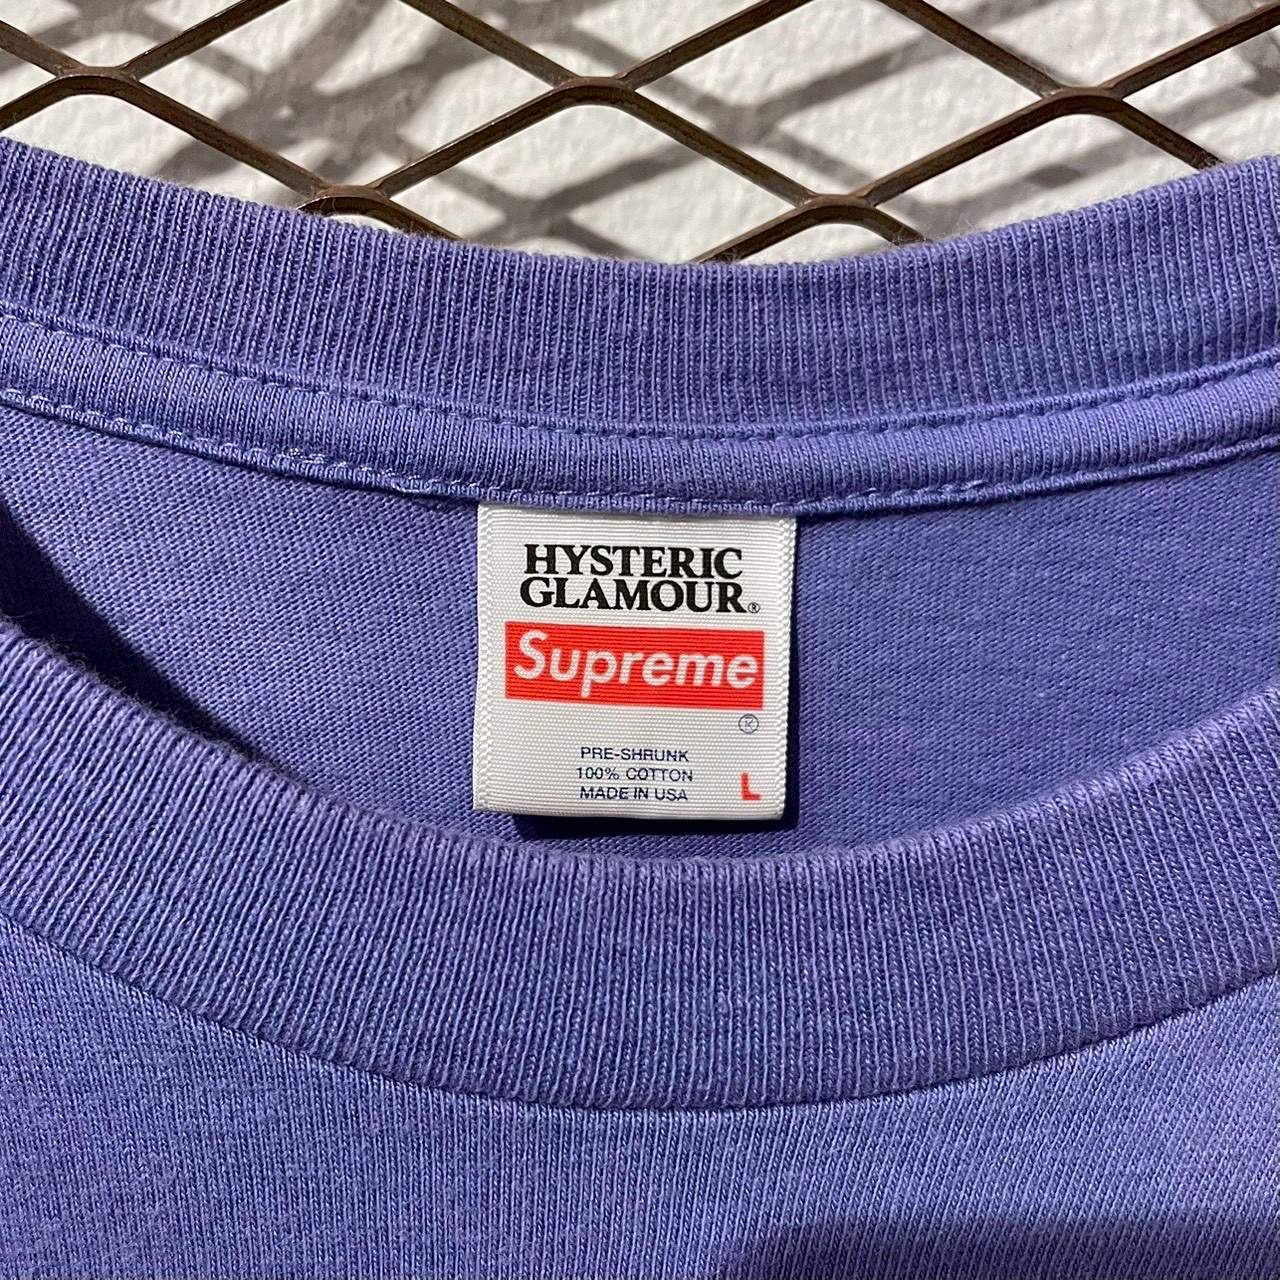 HYSTERIC
GLAMOUR®
Supreme
®
PRE-SHRUNK
100% COTTON
MADE IN USA
L